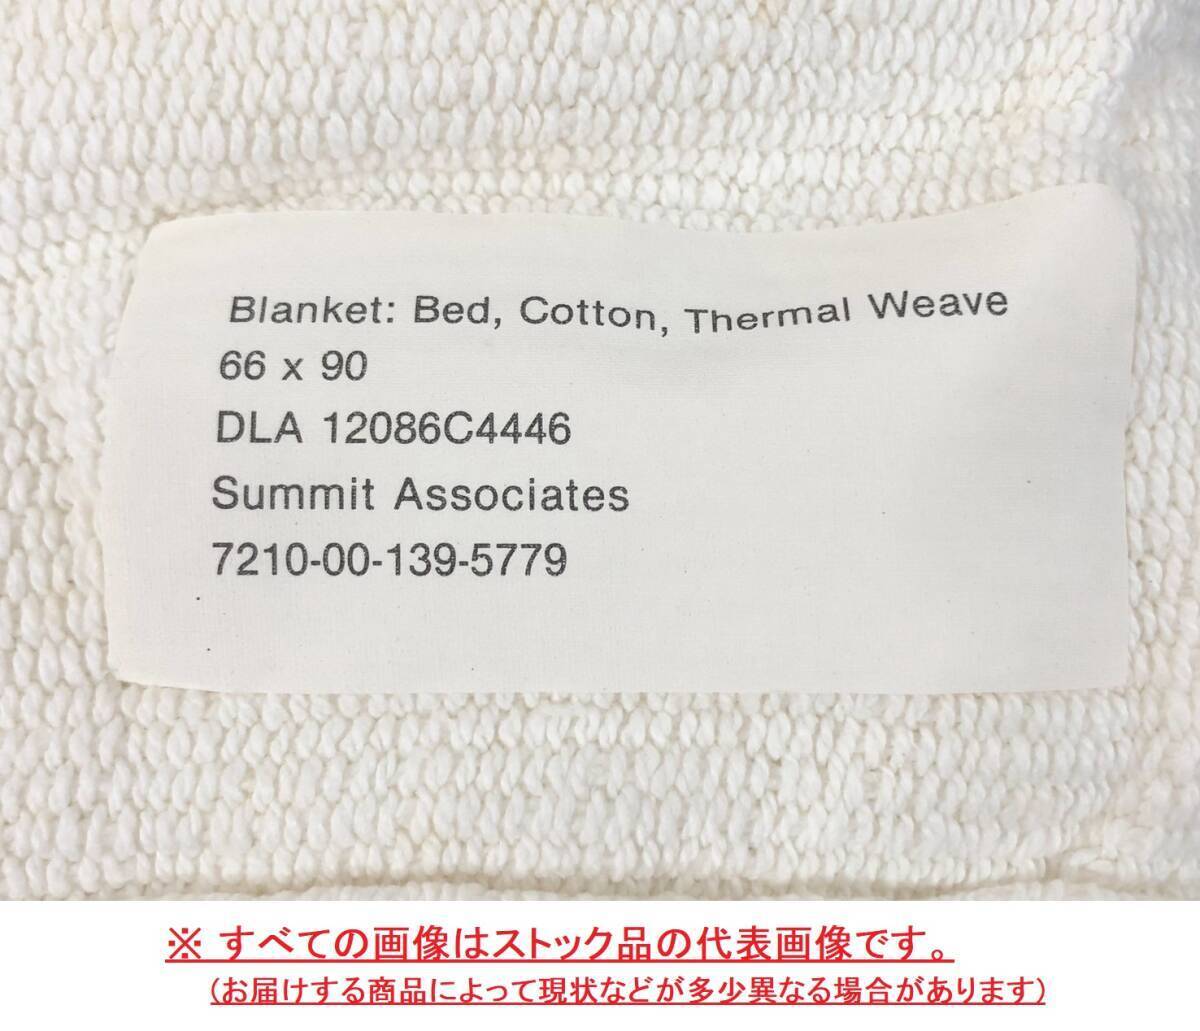 Blanket: Bed, Cotton, Thermal Weave
66 x 90
DLA 12086C4446
Summit Associates
7210-00-139-5779
※ すべての画像はストック品の代表画像です。
(お届けする商品によって現状などが多少異なる場合があります)